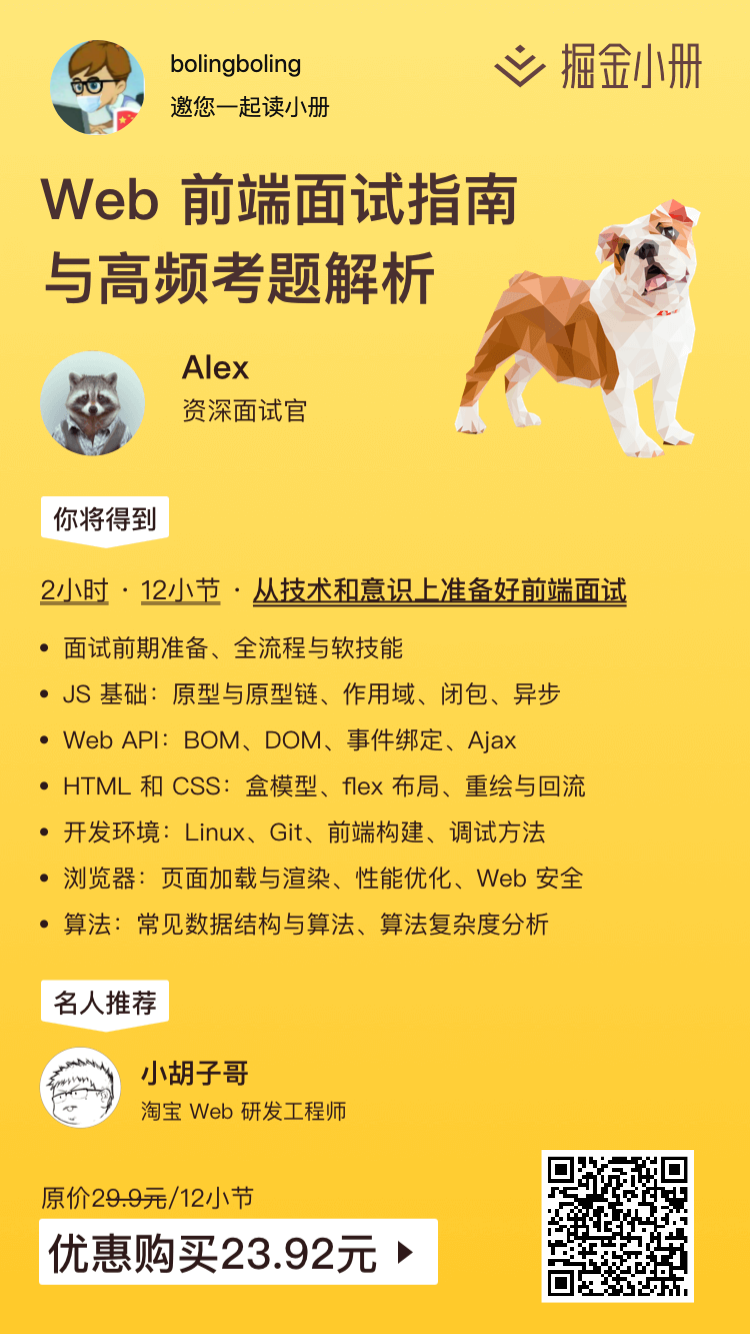 bolingboling
邀您一起读小册
掘金小册
Web 前端面试指南
与高频考题解析
Alex
资深面试官
你将得到
2小时 · 12小节 · 从技术和意识上准备好前端面试
• 面试前期准备、全流程与软技能
• JS 基础：原型与原型链、作用域、闭包、异步
• Web API：BOM、DOM、事件绑定、Ajax
• HTML 和 CSS：盒模型、flex 布局、重绘与回流
• 开发环境：Linux、Git、前端构建、调试方法
• 浏览器：页面加载与渲染、性能优化、Web 安全
• 算法：常见数据结构与算法、算法复杂度分析
名人推荐
小胡子哥
淘宝 Web 研发工程师
原价29.9元/12小节
优惠购买23.92元